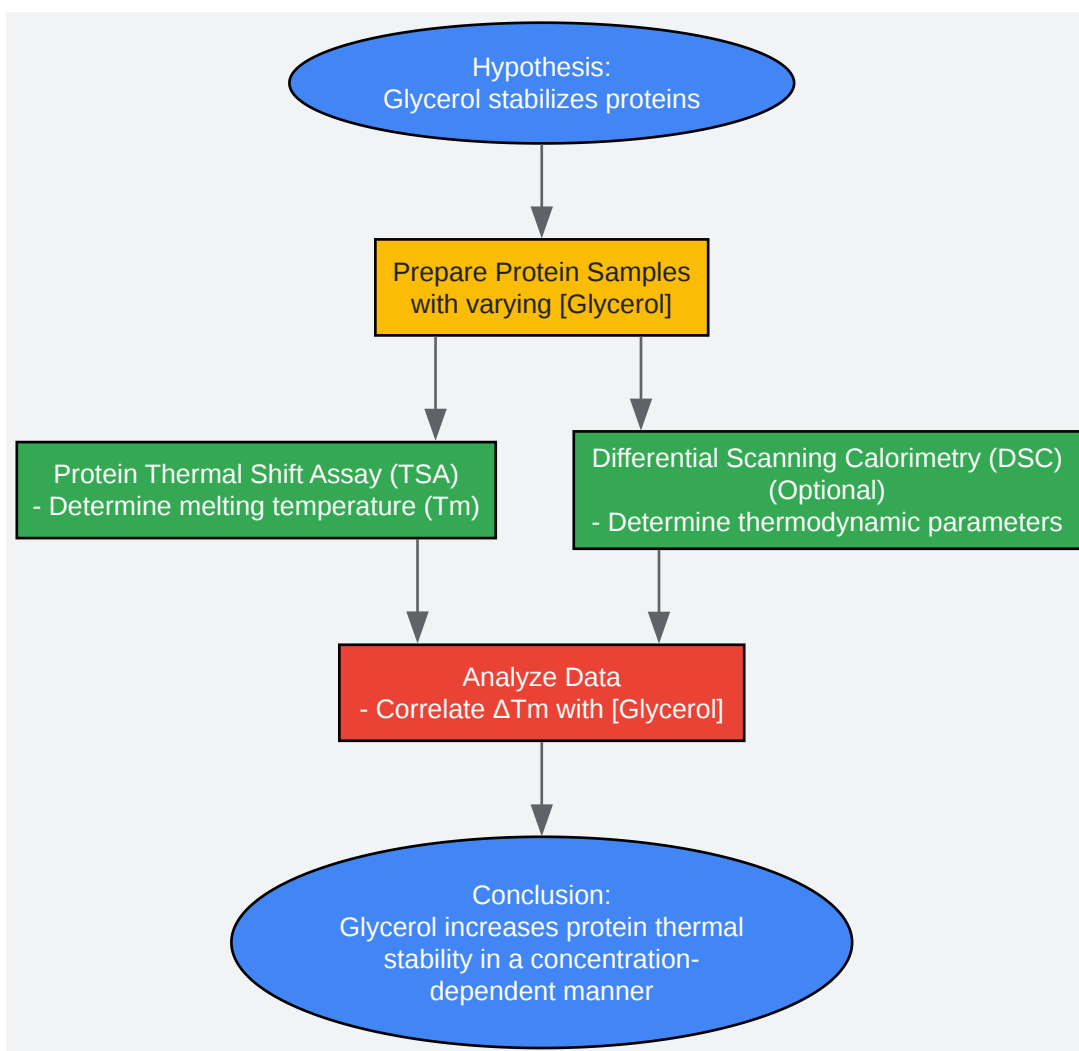 Hypothesis:
Glycerol stabilizes proteins
Prepare Protein Samples
with varying [Glycerol]
Protein Thermal Shift Assay (TSA)
- Determine melting temperature (Tm)
Differential Scanning Calorimetry (DSC)
(Optional)
- Determine thermodynamic parameters
Analyze Data
- Correlate ΔTm with [Glycerol]
Conclusion:
Glycerol increases protein thermal
stability in a concentration-
dependent manner